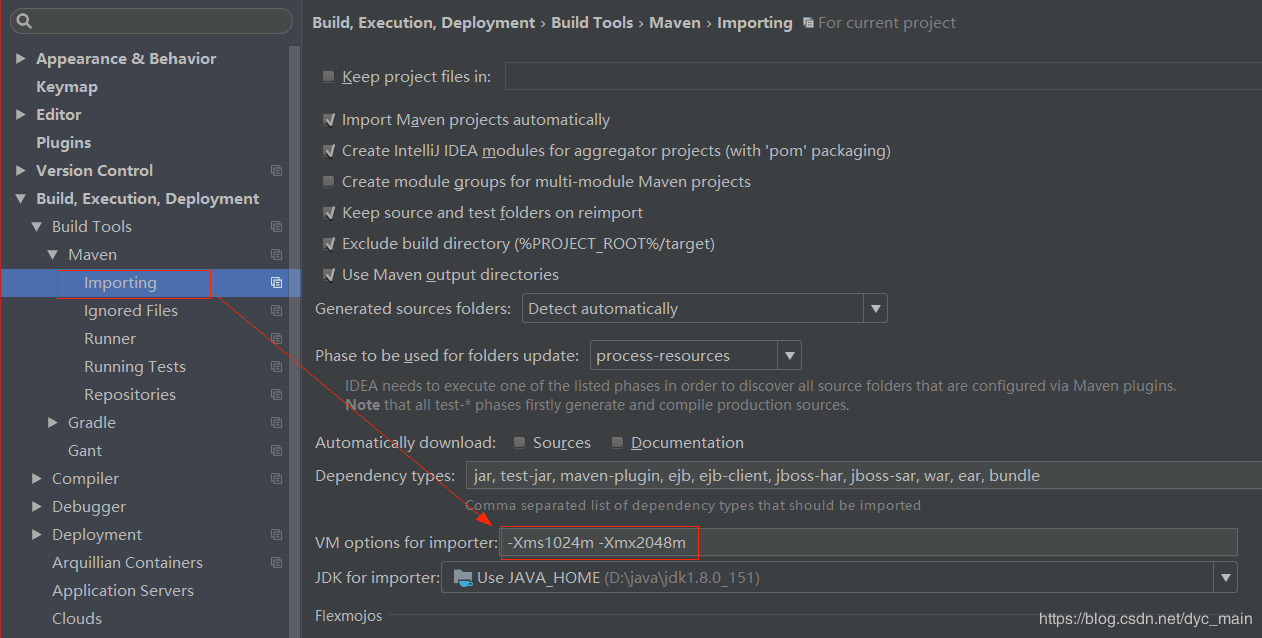 Appearance & Behavior
Keymap
Editor
Plugins
Version Control
Build, Execution, Deployment
Build Tools
Maven
Importing
Ignored Files
Runner
Running Tests
Repositories
Gradle
Gant
Compiler
Debugger
Deployment
Arquillian Containers
Application Servers
Clouds
Build, Execution, Deployment › Build Tools › Maven › Importing For current project
Keep project files in:
Import Maven projects automatically
Create IntelliJ IDEA modules for aggregator projects (with 'pom' packaging)
Create module groups for multi-module Maven projects
Keep source and test folders on reimport
Exclude build directory (%PROJECT_ROOT%/target)
Use Maven output directories
Generated sources folders: Detect automatically
Phase to be used for folders update: process-resources
IDEA needs to execute one of the listed phases in order to discover all source folders that are configured via Maven plugins.
Note that all test-* phases firstly generate and compile production sources.
Automatically download: Sources Documentation
Dependency types: jar, test-jar, maven-plugin, ejb, ejb-client, jboss-har, jboss-sar, war, ear, bundle
Comma separated list of dependency types that should be imported
VM options for importer: -Xms1024m -Xmx2048m
JDK for importer: Use JAVA_HOME (D:\java\jdk1.8.0_151)
Flexmojos
https://blog.csdn.net/dyc_main